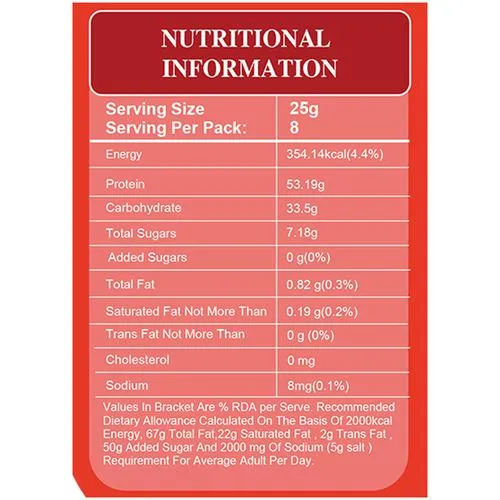 NUTRITIONAL
INFORMATION
Serving Size 25g
Serving Per Pack: 8
Energy 354.14kcal(4.4%)
Protein 53.19g
Carbohydrate 33.5g
Total Sugars 7.18g
Added Sugars 0 g(0%)
Total Fat 0.82 g(0.3%)
Saturated Fat Not More Than 0.19 g(0.2%)
Trans Fat Not More Than 0 g (0%)
Cholesterol 0 mg
Sodium 8mg(0.1%)
Values In Bracket Are % RDA per Serve. Recommended
Dietary Allowance Calculated On The Basis Of 2000kcal
Energy, 67g Total Fat,22g Saturated Fat , 2g Trans Fat ,
50g Added Sugar And 2000 mg Of Sodium (5g salt )
Requirement For Average Adult Per Day.